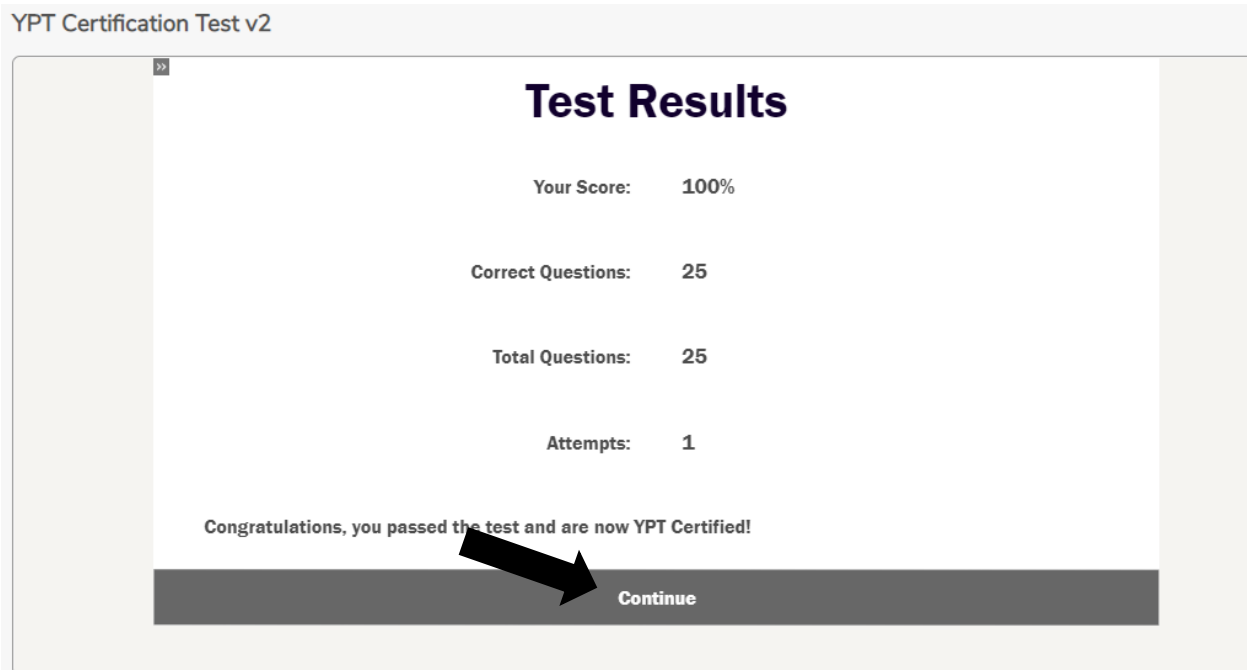 YPT Certification Test v2
»
Test Results
Your Score: 100%
Correct Questions: 25
Total Questions: 25
Attempts: 1
Congratulations, you passed the test and are now YPT Certified!
Continue